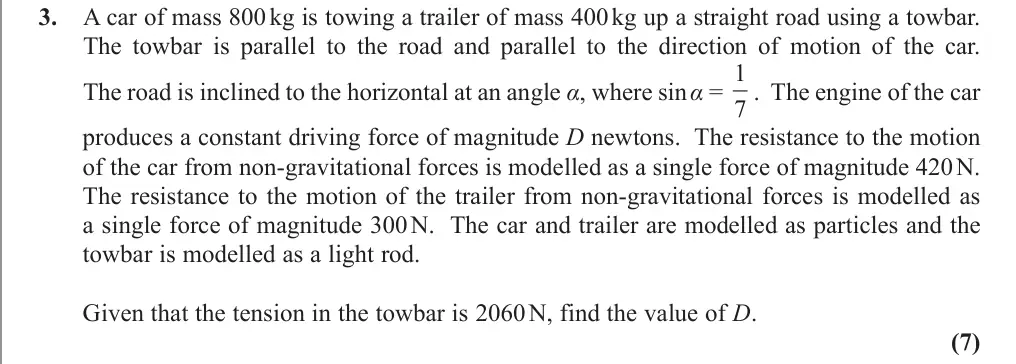 3. A car of mass 800 kg is towing a trailer of mass 400 kg up a straight road using a towbar.
The towbar is parallel to the road and parallel to the direction of motion of the car.
The road is inclined to the horizontal at an angle α, where sin α = 1/7. The engine of the car
produces a constant driving force of magnitude D newtons. The resistance to the motion
of the car from non-gravitational forces is modelled as a single force of magnitude 420 N.
The resistance to the motion of the trailer from non-gravitational forces is modelled as
a single force of magnitude 300 N. The car and trailer are modelled as particles and the
towbar is modelled as a light rod.
Given that the tension in the towbar is 2060 N, find the value of D.
(7)